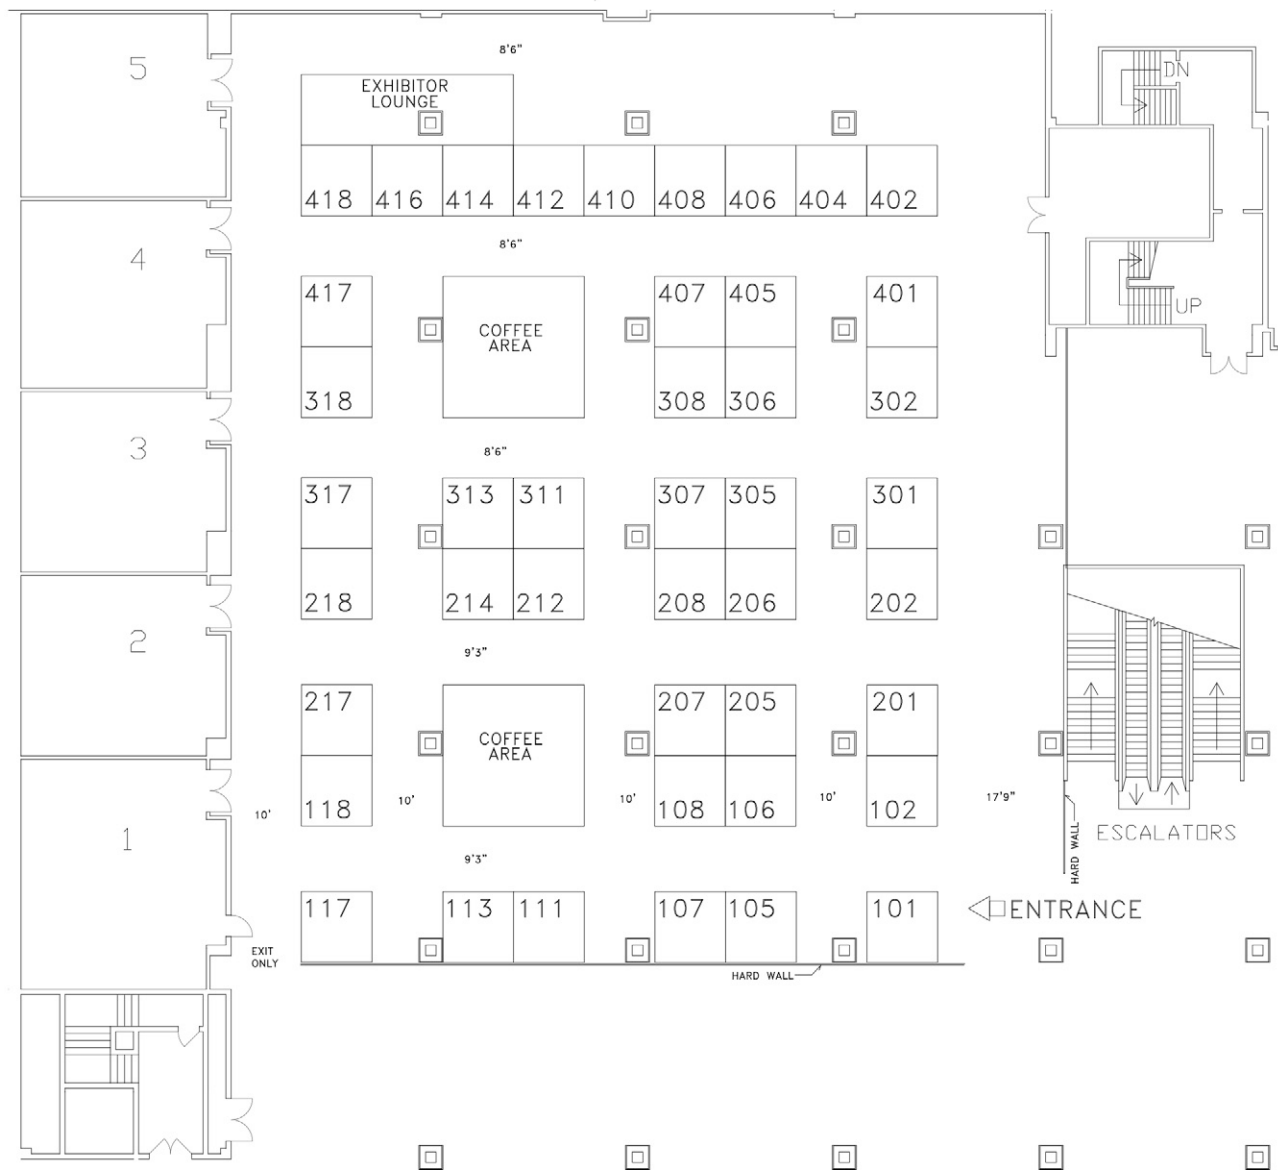 8'6"
5
DN
EXHIBITOR
LOUNGE
418 416 414 412 410 408 406 404 402
8'6"
4
417 407 405 401
UP
COFFEE
AREA
318 308 306 302
3
8'6"
317 313 311 307 305 301
218 214 212 208 206 202
2
9'3"
217 207 205 201
COFFEE
AREA
118 108 106 102
10' 10' 10' 10' 17'9"
1
HARD WALL
ESCALATORS
9'3"
117 113 111 107 105 101
ENTRANCE
EXIT
ONLY
HARD WALL